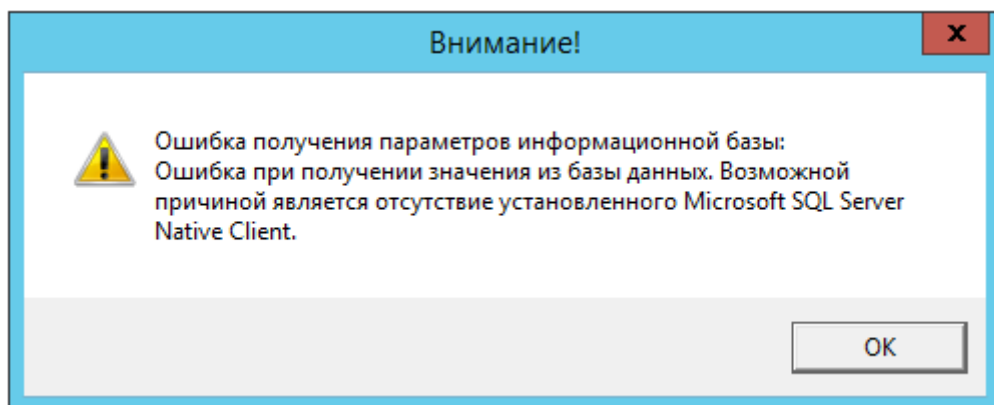 Внимание!
x
Ошибка получения параметров информационной базы:
Ошибка при получении значения из базы данных. Возможной
причиной является отсутствие установленного Microsoft SQL Server
Native Client.
OK